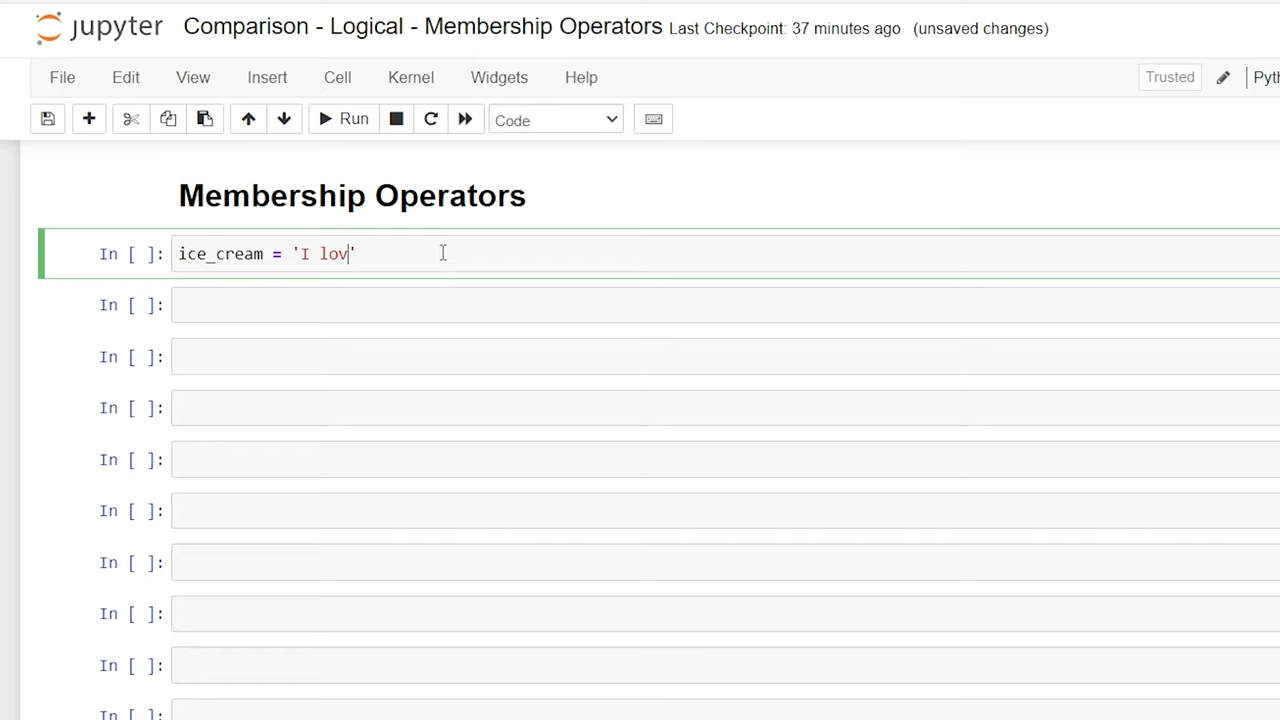 jupyter Comparison - Logical - Membership Operators Last Checkpoint: 37 minutes ago (unsaved changes)
File Edit View Insert Cell Kernel Widgets Help Trusted
Run Code
Membership Operators
In [ ]: ice_cream = 'I lov'
In [ ]:
In [ ]:
In [ ]:
In [ ]:
In [ ]:
In [ ]:
In [ ]:
In [ ]:
In [ ]: